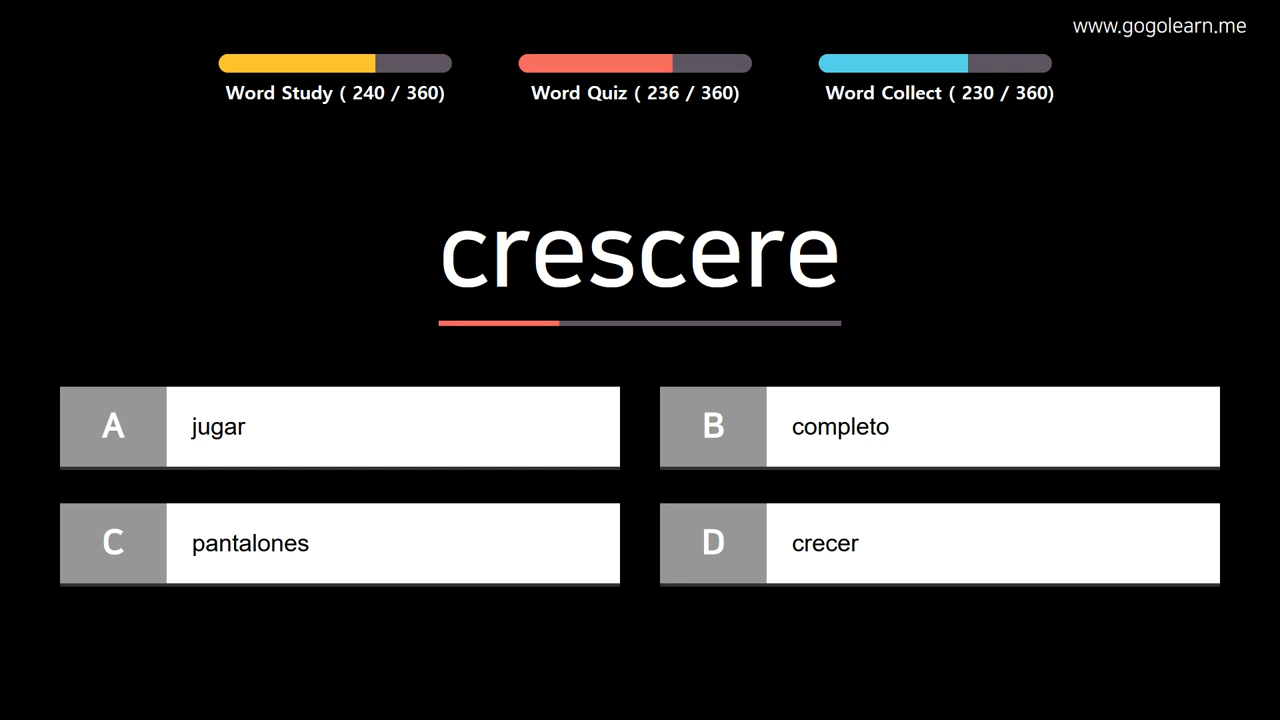 www.gogolearn.me
Word Study ( 240 / 360)
Word Quiz ( 236 / 360)
Word Collect ( 230 / 360)
crescere
A jugar
B completo
C pantalones
D crecer